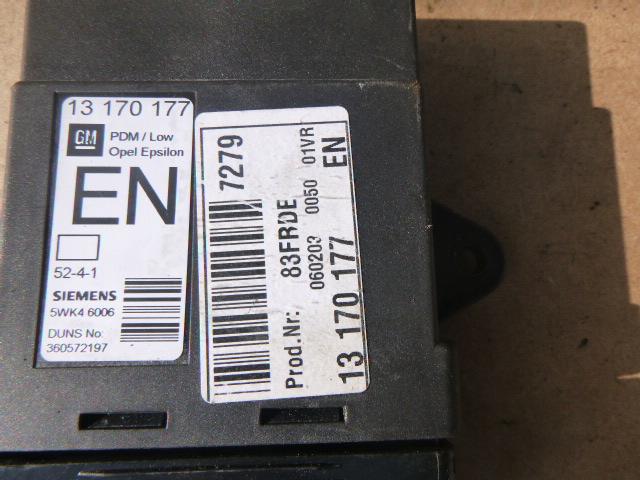 13 170 177
GM
PDM / Low
Opel Epsilon
EN
52-4-1
SIEMENS
5WK4 6006
DUNS No:
360572197
7279
Prod.Nr: 83FRDE
060203 0050 01VR
13 170 177 EN